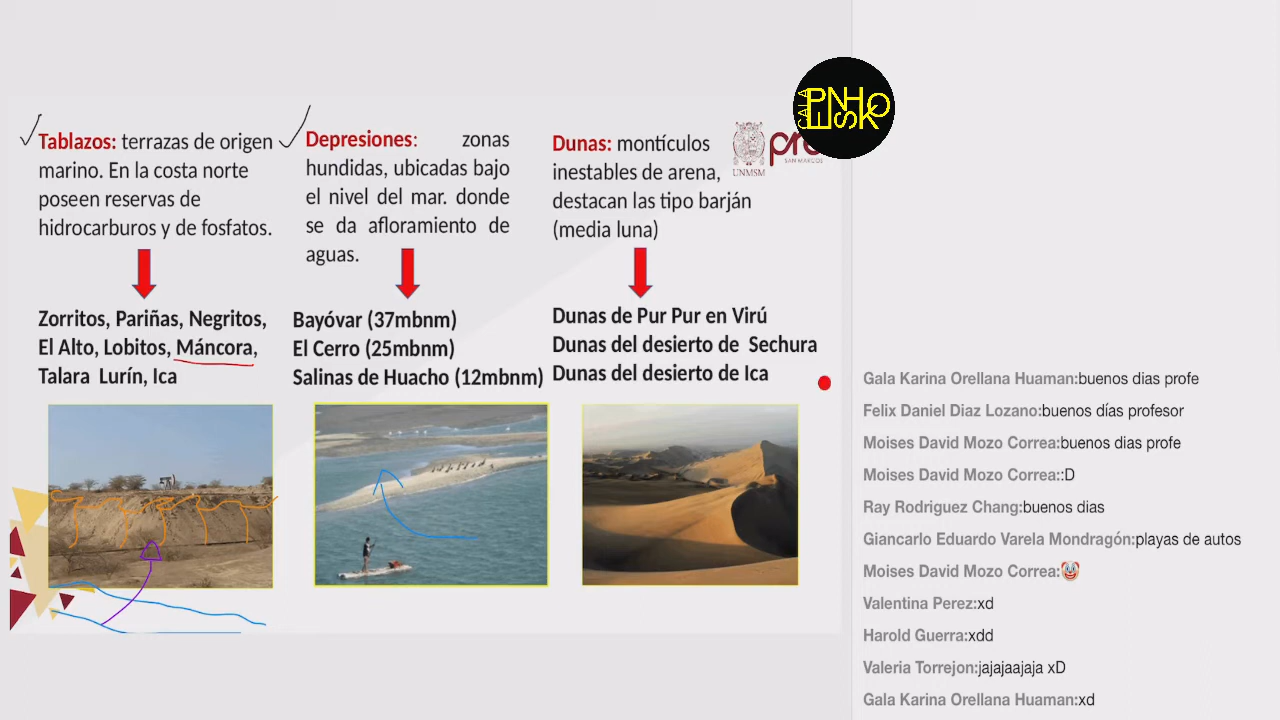 Tablazos: terrazas de origen
marino. En la costa norte
poseen reservas de
hidrocarburos y de fosfatos.
Zorritos, Pariñas, Negritos,
El Alto, Lobitos, Máncora,
Talara Lurín, Ica
Depresiones: zonas
hundidas, ubicadas bajo
el nivel del mar. donde
se da afloramiento de
aguas.
Bayóvar (37mbnm)
El Cerro (25mbnm)
Salinas de Huacho (12mbnm)
Dunas: montículos
inestables de arena,
destacan las tipo barján
(media luna)
Dunas de Pur Pur en Virú
Dunas del desierto de Sechura
Dunas del desierto de Ica
UNMSM
SAN MARCOS
Gala Karina Orellana Huaman:buenos dias profe
Felix Daniel Diaz Lozano:buenos días profesor
Moises David Mozo Correa:buenos dias profe
Moises David Mozo Correa::D
Ray Rodriguez Chang:buenos dias
Giancarlo Eduardo Varela Mondragón:playas de autos
Moises David Mozo Correa:🤡
Valentina Perez:xd
Harold Guerra:xdd
Valeria Torrejon:jajajaajaja xD
Gala Karina Orellana Huaman:xd